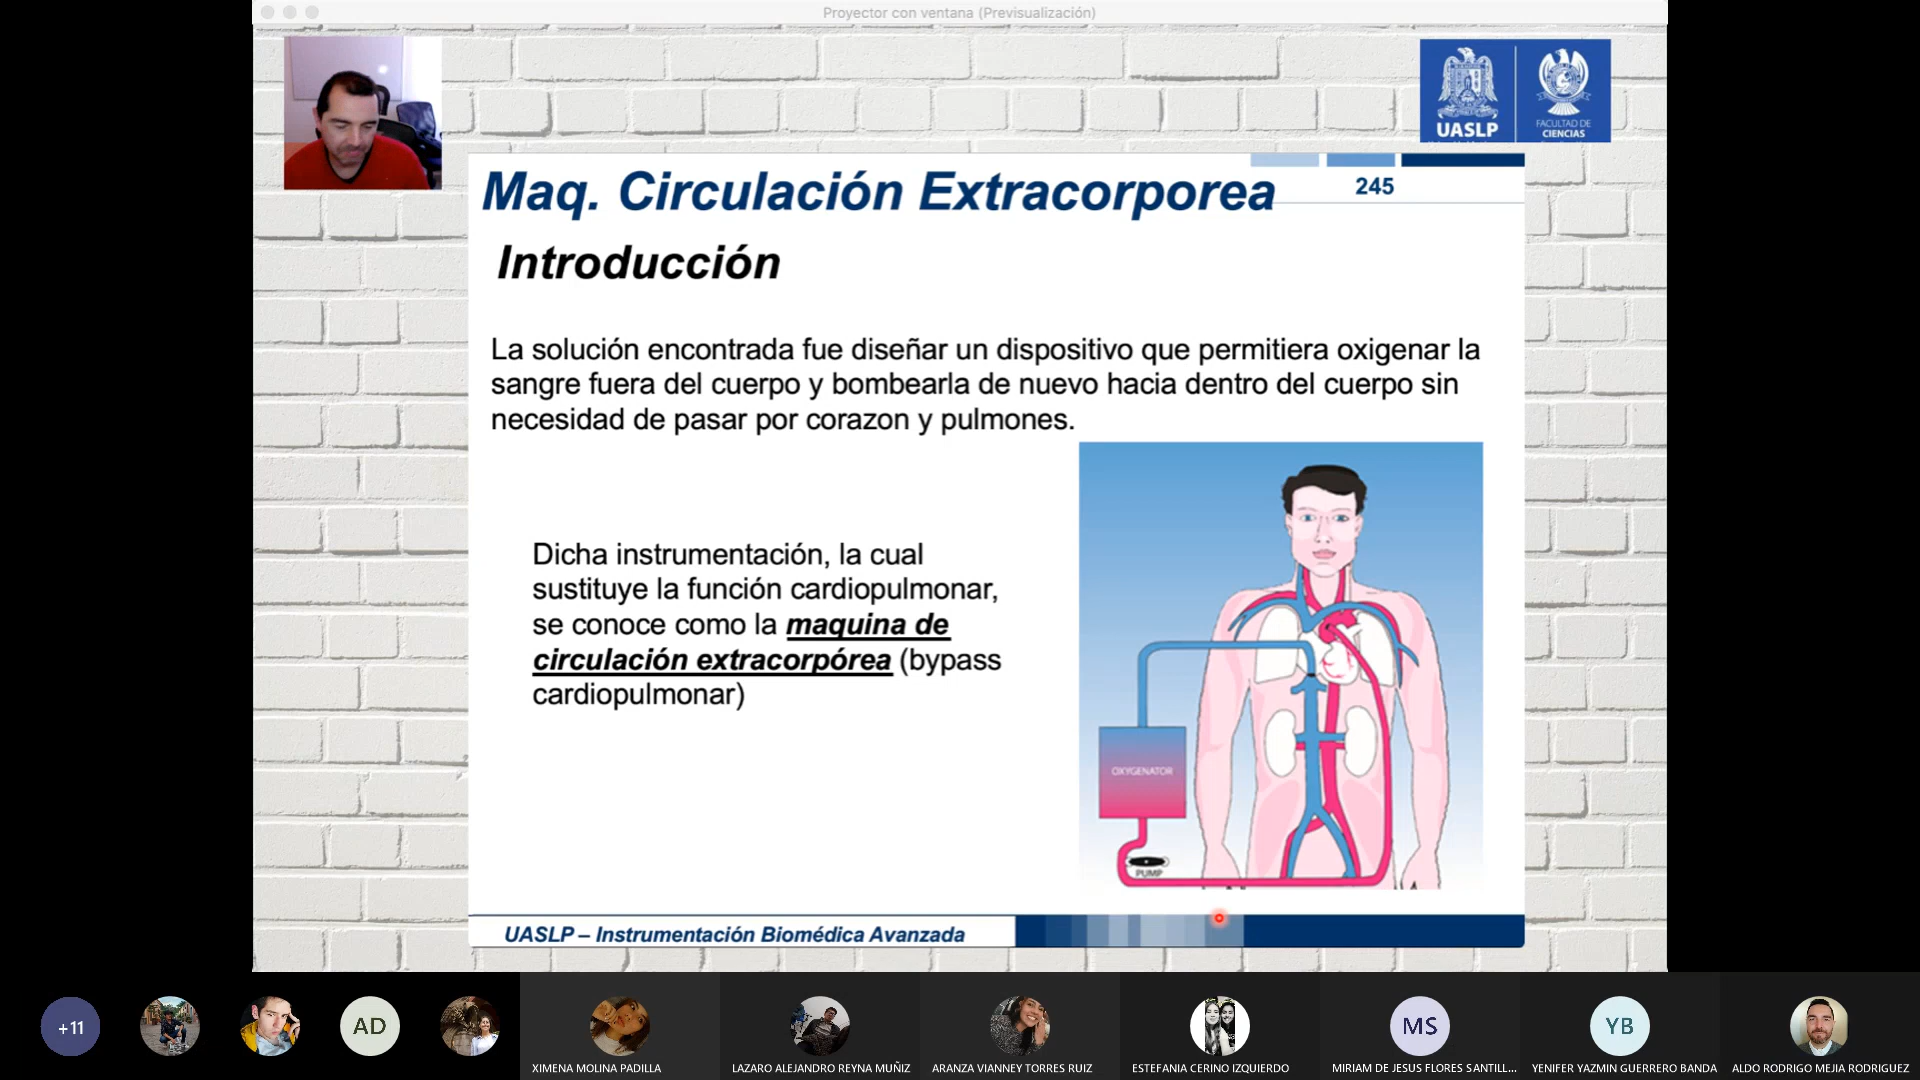 Proyector con ventana (Previsualización)
UASLP
FACULTAD DE
CIENCIAS
Maq. Circulación Extracorporea
245
Introducción
La solución encontrada fue diseñar un dispositivo que permitiera oxigenar la
sangre fuera del cuerpo y bombearla de nuevo hacia dentro del cuerpo sin
necesidad de pasar por corazon y pulmones.
Dicha instrumentación, la cual
sustituye la función cardiopulmonar,
se conoce como la maquina de
circulación extracorpórea (bypass
cardiopulmonar)
OXYGENATOR
PUMP
UASLP – Instrumentación Biomédica Avanzada
+11
AD
MS
YB
XIMENA MOLINA PADILLA
LAZARO ALEJANDRO REYNA MUÑIZ
ARANZA VIANNEY TORRES RUIZ
ESTEFANIA CERINO IZQUIERDO
MIRIAM DE JESUS FLORES SANTILL...
YENIFER YAZMIN GUERRERO BANDA
ALDO RODRIGO MEJIA RODRIGUEZ